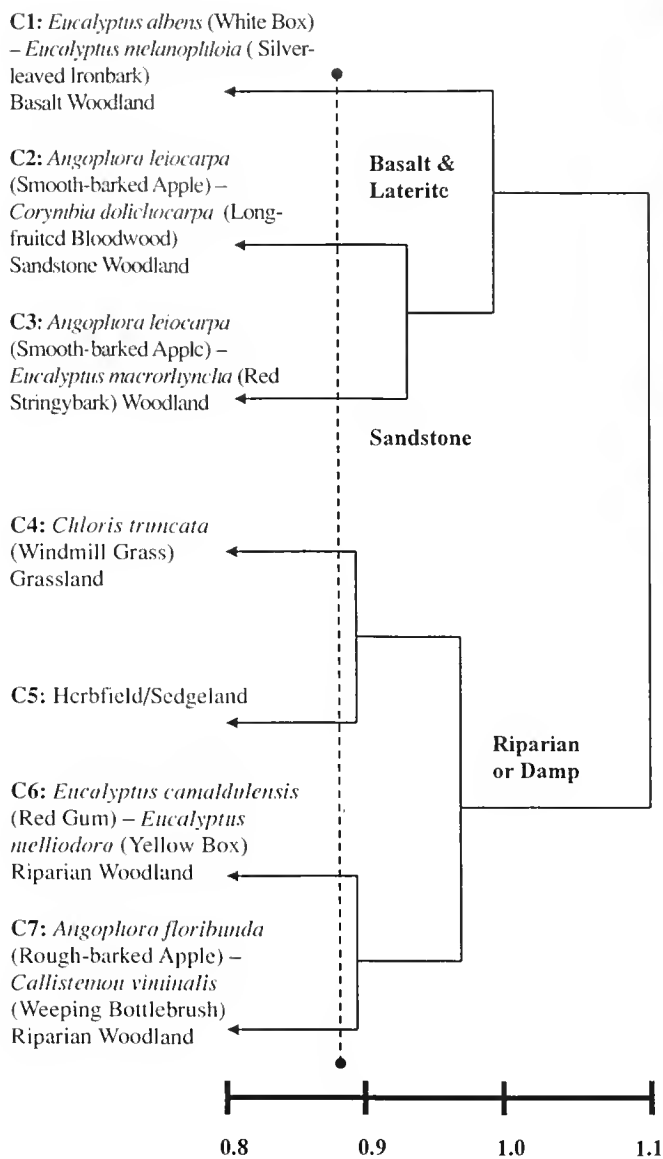 C1: Eucalyptus albens (White Box)
– Eucalyptus melanophloia ( Silver-
leaved Ironbark)
Basalt Woodland
C2: Angophora leiocarpa
(Smooth-barked Apple) –
Corymbia dolichocarpa (Long-
fruited Bloodwood)
Sandstone Woodland
Basalt &
Laterite
C3: Angophora leiocarpa
(Smooth-barked Apple) –
Eucalyptus macrorhyncha (Red
Stringybark) Woodland
Sandstone
C4: Chloris truncata
(Windmill Grass)
Grassland
C5: Herbfield/Sedgeland
Riparian
or Damp
C6: Eucalyptus camaldulensis
(Red Gum) – Eucalyptus
melliodora (Yellow Box)
Riparian Woodland
C7: Angophora floribunda
(Rough-barked Apple) –
Callistemon viminalis
(Weeping Bottlebrush)
Riparian Woodland
0.8 0.9 1.0 1.1